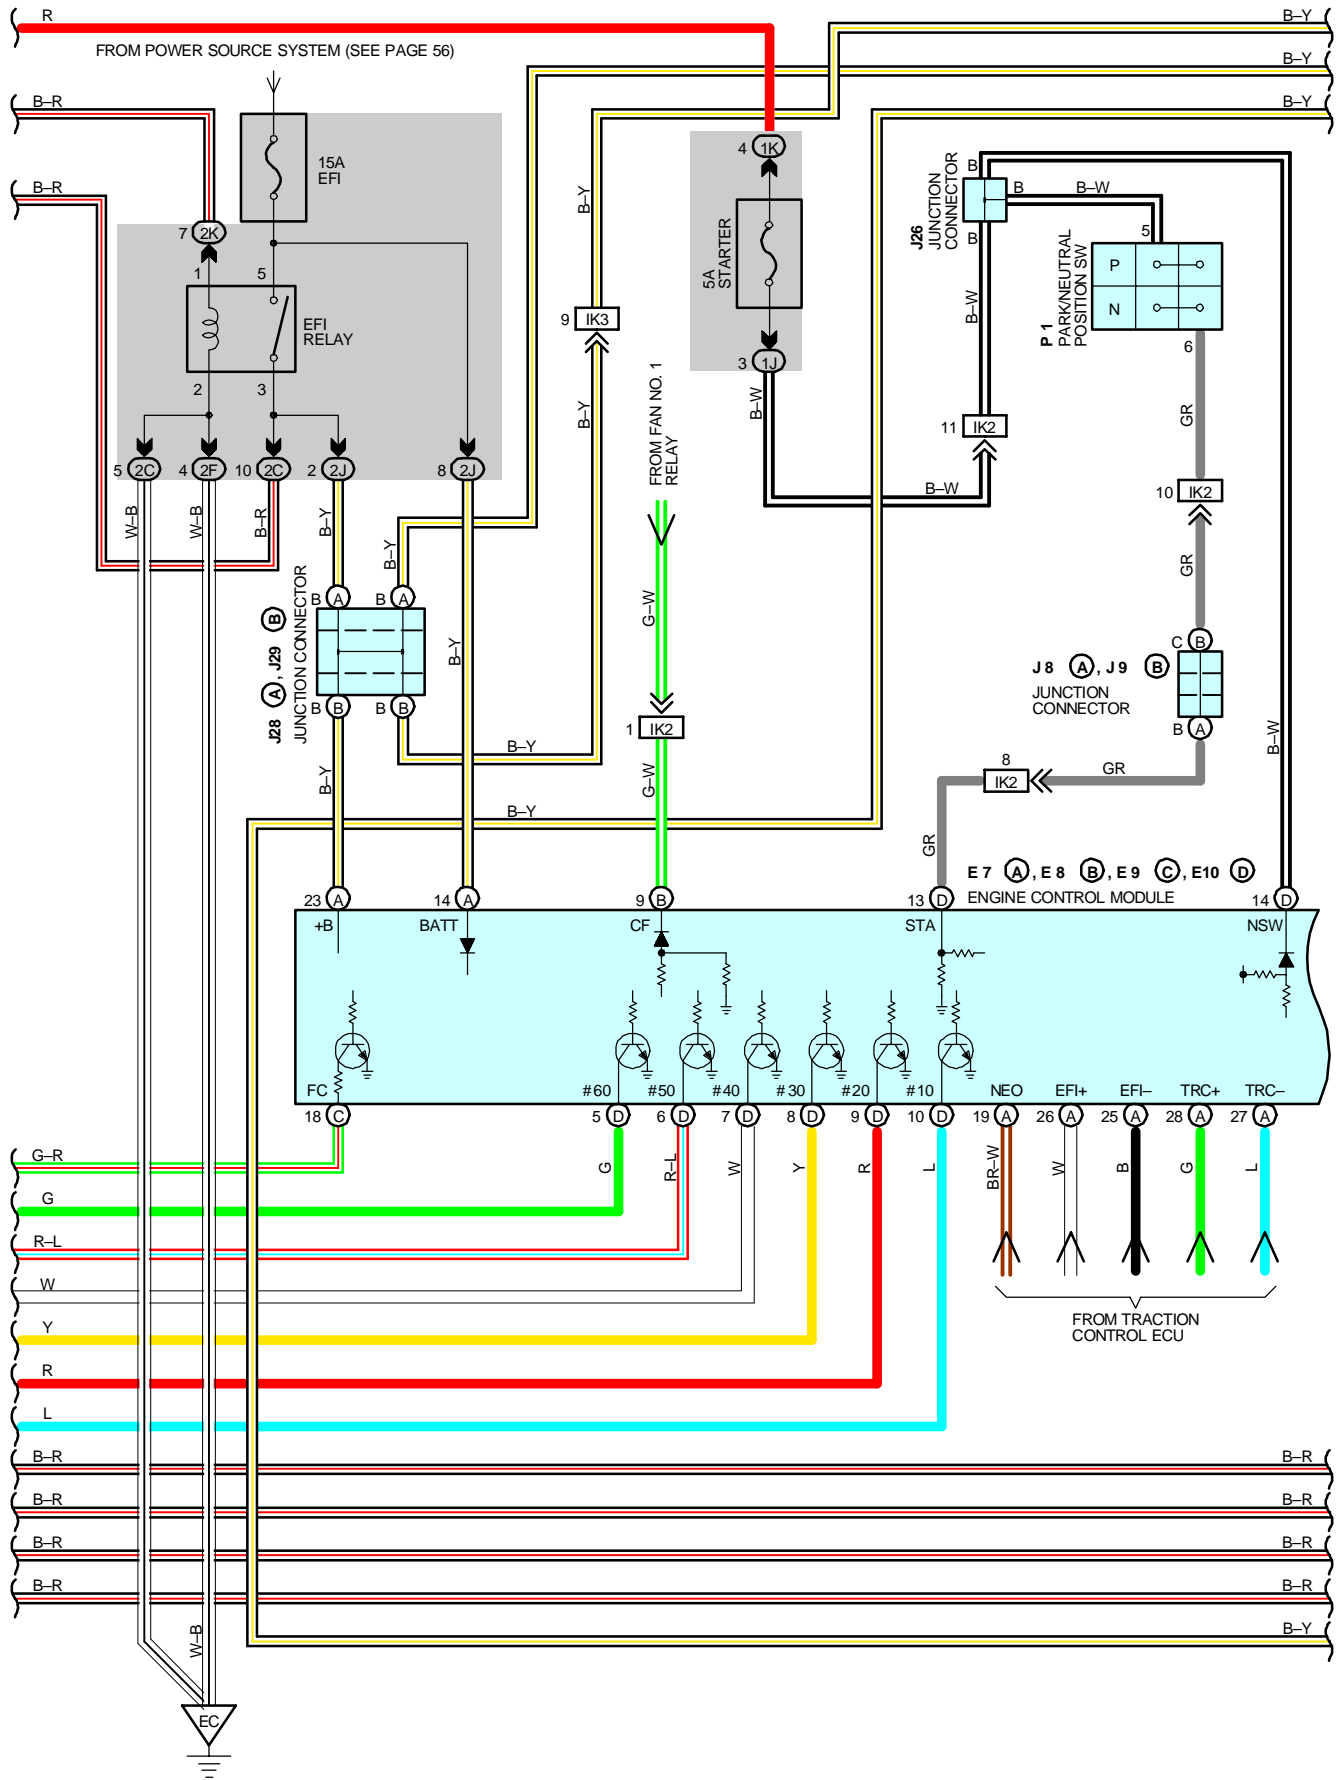 R
B–Y
FROM POWER SOURCE SYSTEM (SEE PAGE 56)
B–Y
B–R
B–Y
15A
EFI
4 1K
J26
JUNCTION
CONNECTOR
B
B
B–W
B
B–R
B–Y
7 2K
5A
STARTER
5
P 1
PARK/NEUTRAL
POSITION SW
P
N
1
5
B–W
9 IK3
EFI
RELAY
3 1J
6
2
3
B–W
FROM FAN NO. 1
RELAY
B–Y
GR
11 IK2
5 2C
4 2F
10 2C
2 2J
8 2J
B–W
10 IK2
W–B
W–B
B–R
B–Y
B–Y
GR
B A
B A
G–W
J28 A , J29 B
JUNCTION CONNECTOR
B–Y
C B
J 8 A , J 9 B
JUNCTION
CONNECTOR
B B
B B
1 IK2
B A
B–W
B–Y
8
IK2
GR
B–Y
G–W
B–Y
GR
E 7 A , E 8 B , E 9 C , E10 D
ENGINE CONTROL MODULE
23 A
14 A
9 B
13 D
14 D
+B
BATT
CF
STA
NSW
FC
#60
#50
#40
#30
#20
#10
NEO
EFI+
EFI–
TRC+
TRC–
18 C
5 D
6 D
7 D
8 D
9 D
10 D
19 A
26 A
25 A
28 A
27 A
G–R
G
R–L
W
Y
R
L
BR–W
W
B
G
L
G
R–L
W
FROM TRACTION
CONTROL ECU
Y
R
L
B–R
B–R
B–R
B–R
B–R
B–R
B–R
B–R
W–B
B–Y
EC